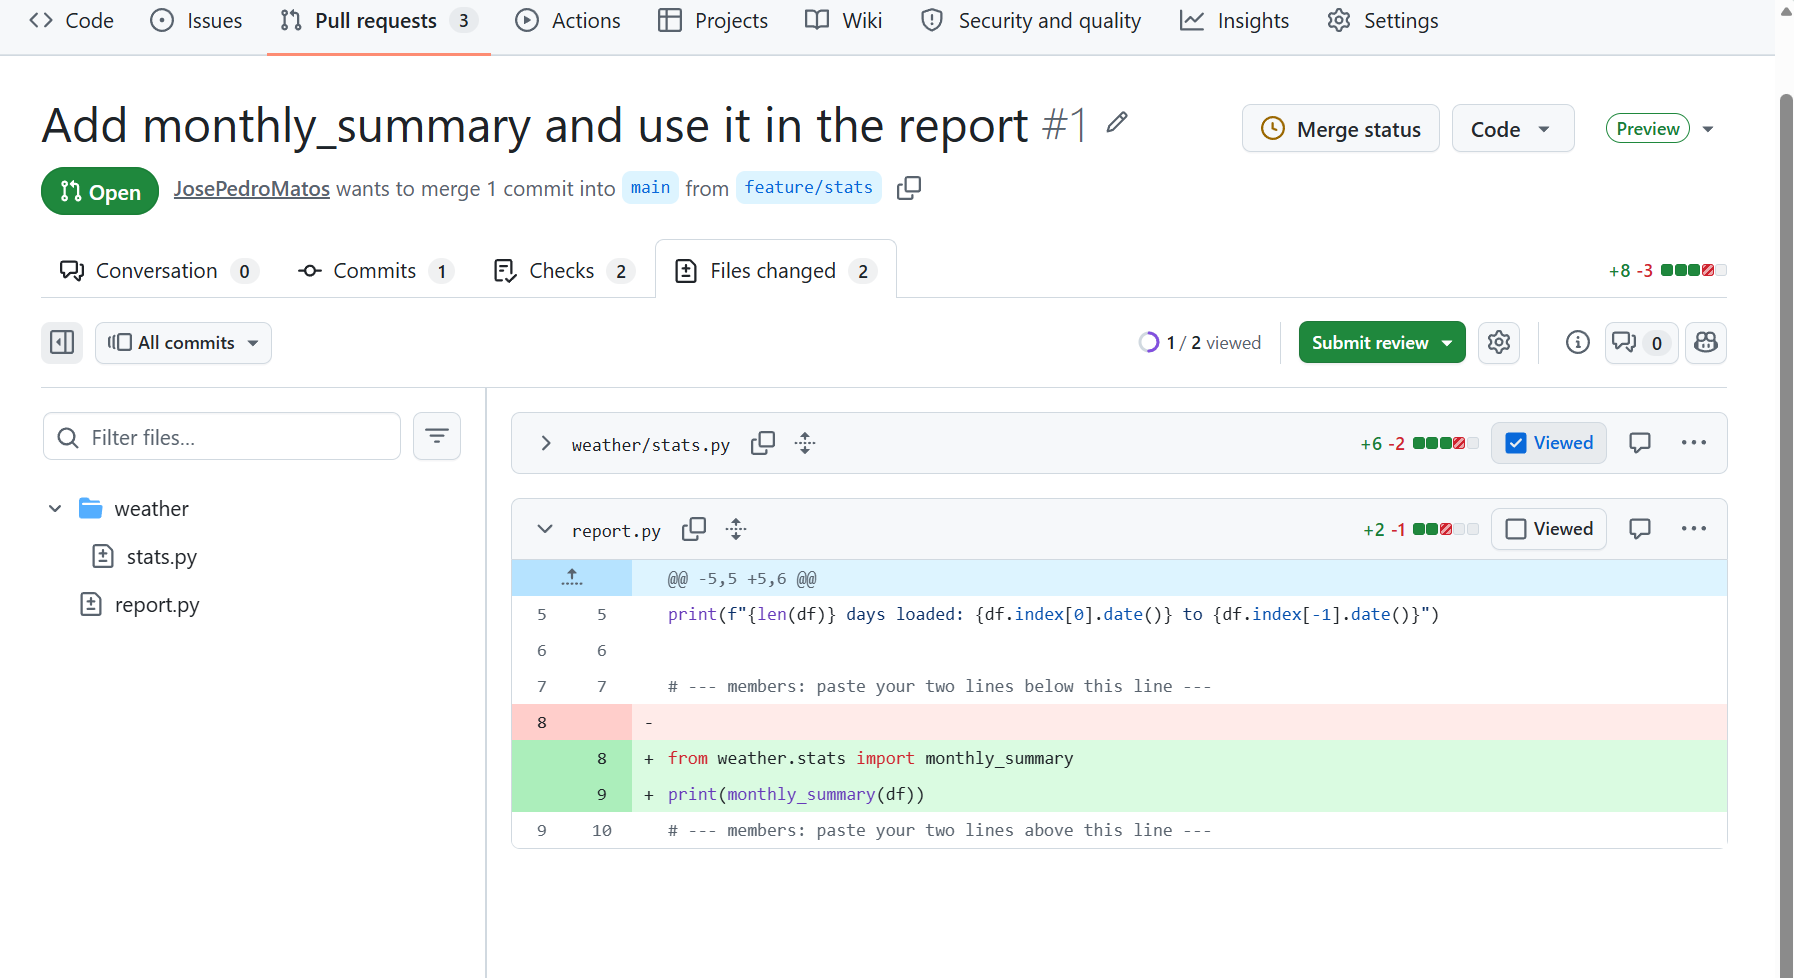 Code Issues Pull requests 3 Actions Projects Wiki Security and quality Insights Settings
Add monthly_summary and use it in the report #1
Merge status Code Preview
Open JosePedroMatos wants to merge 1 commit into main from feature/stats
Conversation 0 Commits 1 Checks 2 Files changed 2 +8 -3
All commits 1 / 2 viewed Submit review 0
Filter files...
weather
stats.py
report.py
weather/stats.py +6 -2 Viewed
report.py +2 -1 Viewed
@@ -5,5 +5,6 @@
5 5 print(f"{len(df)} days loaded: {df.index[0].date()} to {df.index[-1].date()}")
6 6
7 7 # --- members: paste your two lines below this line ---
8 -
8 + from weather.stats import monthly_summary
9 + print(monthly_summary(df))
9 10 # --- members: paste your two lines above this line ---